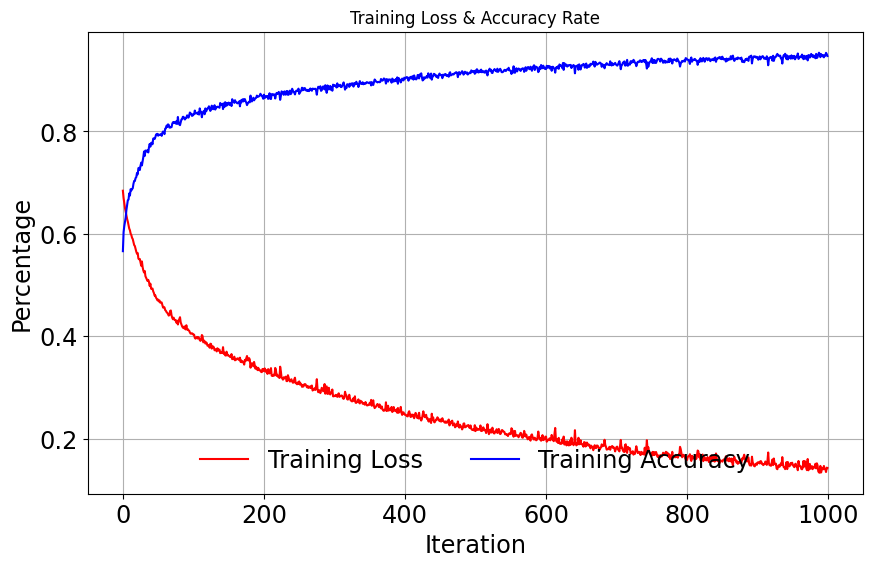 Training Loss & Accuracy Rate
Percentage
0.8
0.6
0.4
0.2
Training Loss Training Accuracy
0 200 400 600 800 1000
Iteration